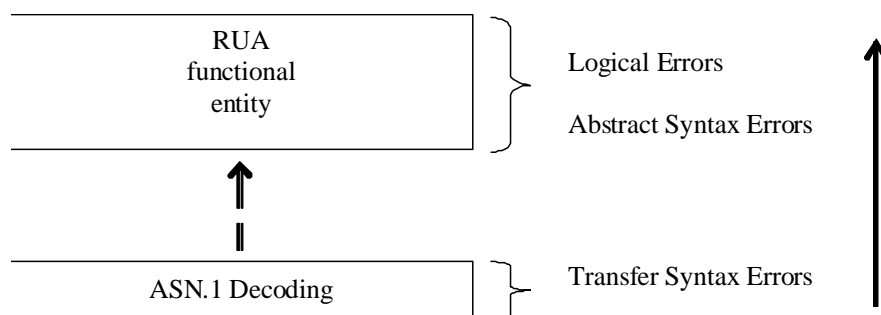 RUA
functional
entity
Logical Errors
Abstract Syntax Errors
ASN.1 Decoding
Transfer Syntax Errors